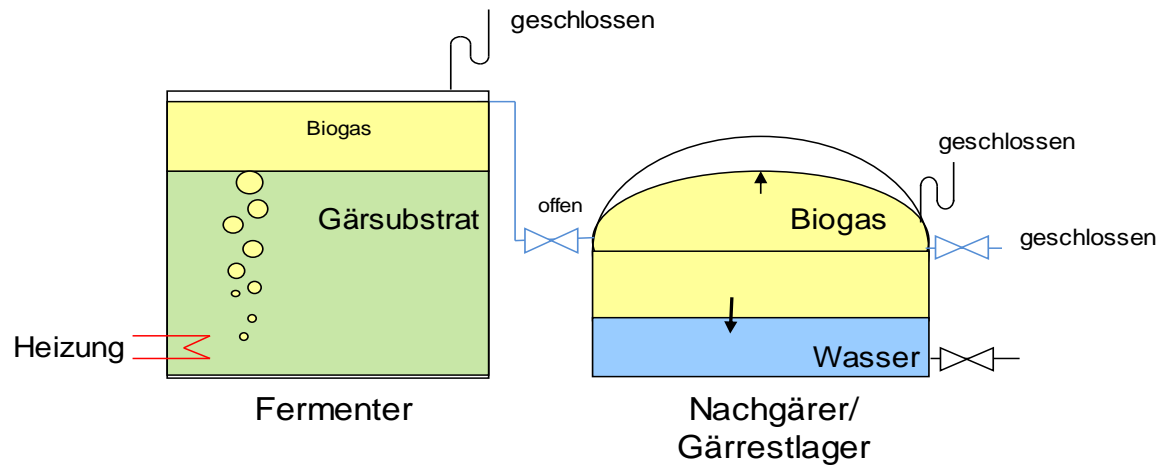 geschlossen
Biogas
Gärsubstrat
Heizung
Fermenter
offen
geschlossen
Biogas
geschlossen
Wasser
Nachgärer/
Gärrestlager